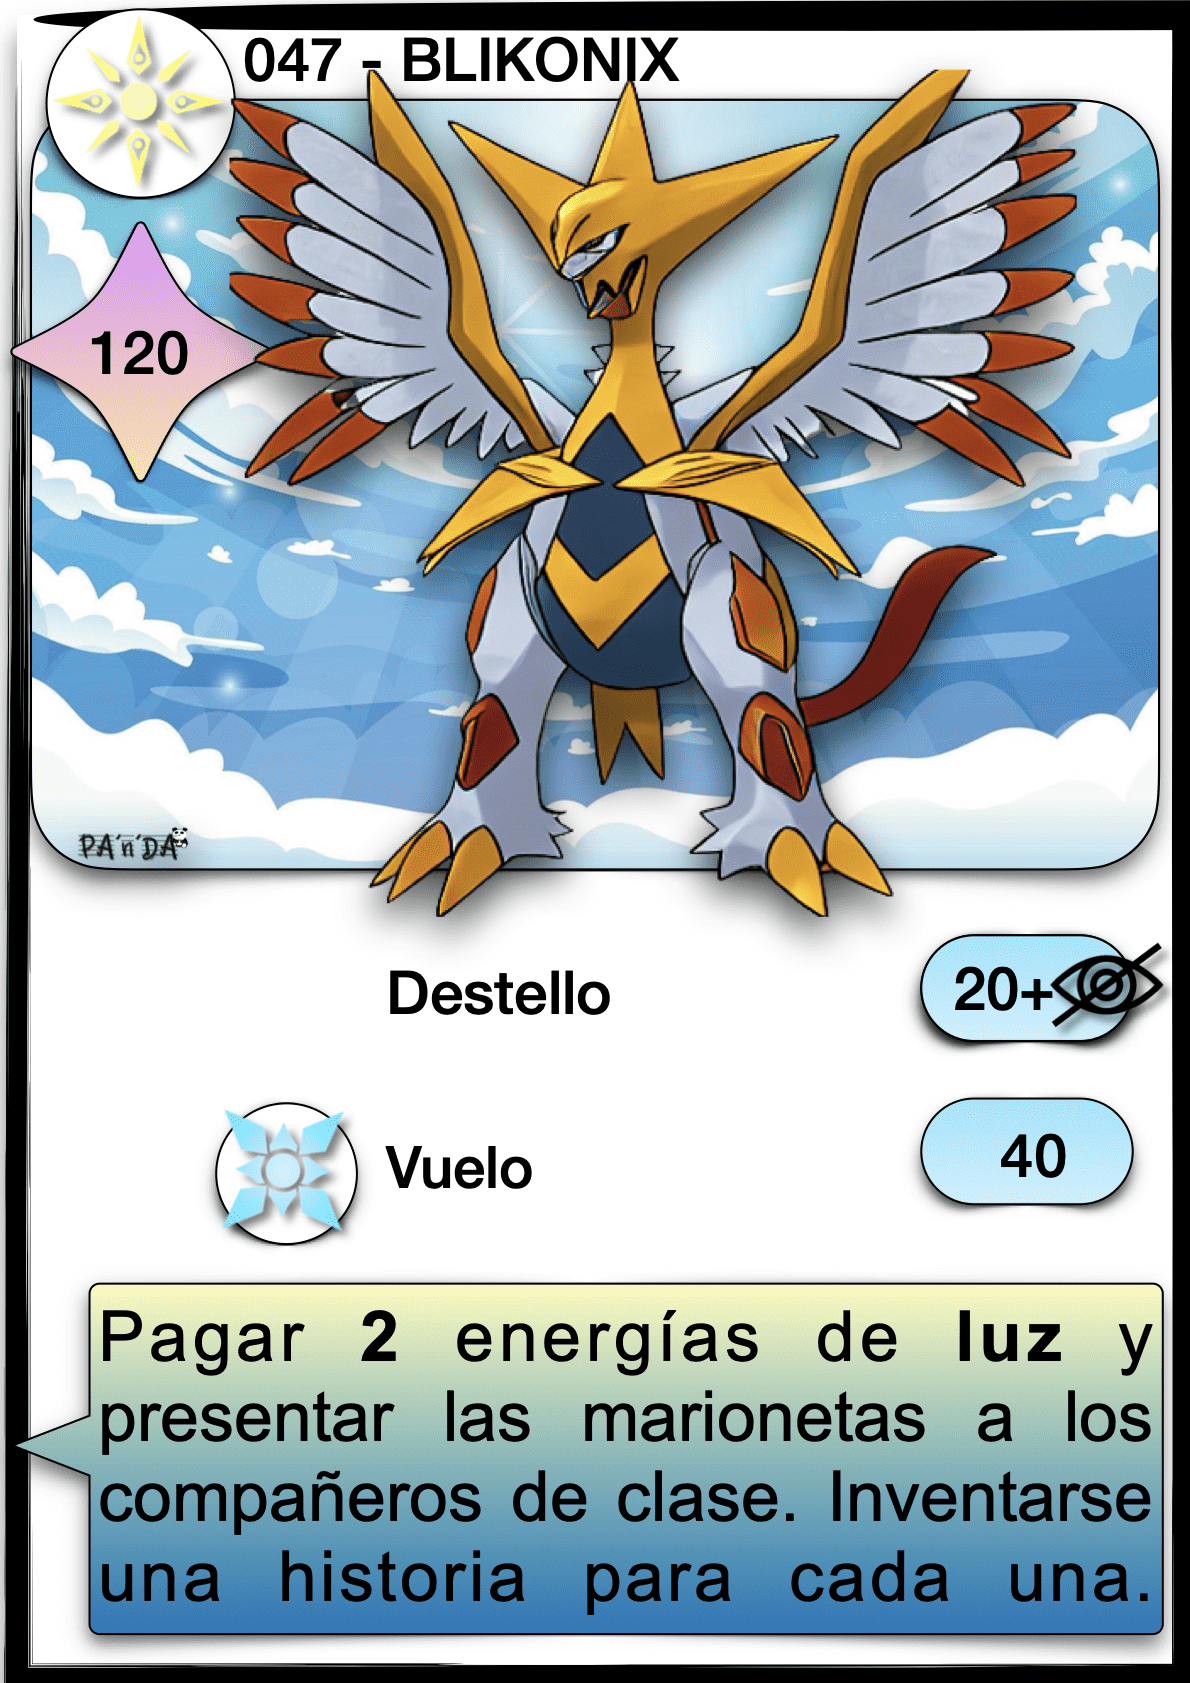 047 - BLIKONIX
120
PA'n'DA
Destello
20+
Vuelo
40
Pagar 2 energías de luz y
presentar las marionetas a los
compañeros de clase. Inventarse
una historia para cada una.